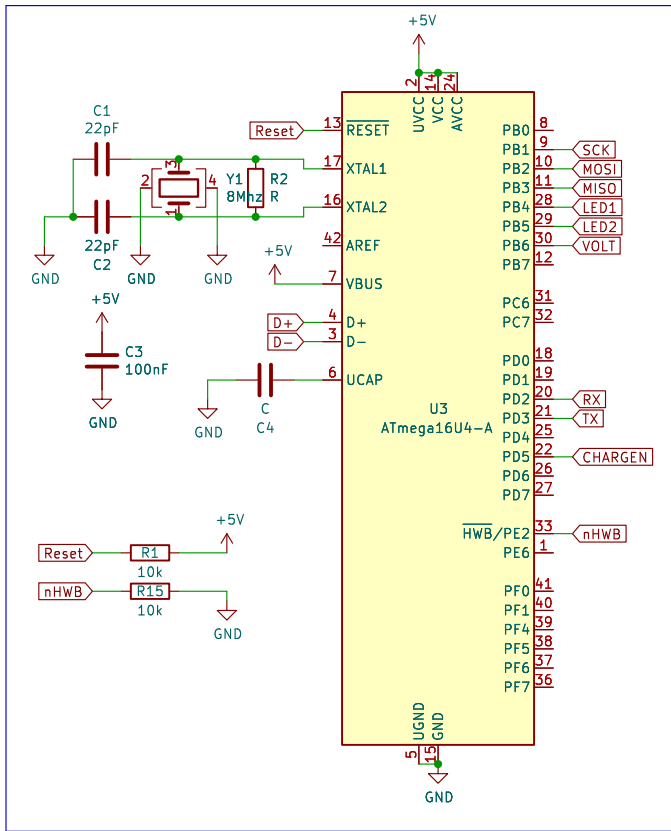 +5V
2
14
24
UVCC
VCC
AVCC
C1
22pF
Reset
13
RESET
17
XTAL1
3
2
4
1
Y1
8Mhz
R2
R
16
XTAL2
22pF
C2
GND
GND
GND
42
AREF
+5V
7
VBUS
D+
4
D+
D-
3
D-
+5V
C3
100nF
GND
6
UCAP
C
C4
GND
U3
ATmega16U4-A
PB0
8
PB1
9
SCK
PB2
10
MOSI
PB3
11
MISO
PB4
28
LED1
PB5
29
LED2
PB6
30
VOLT
PB7
12
PC6
31
PC7
32
PD0
18
PD1
19
PD2
20
RX
PD3
21
TX
PD4
25
PD5
22
CHARGEN
PD6
26
PD7
27
HWB/PE2
33
nHWB
PE6
1
PF0
41
PF1
40
PF4
39
PF5
38
PF6
37
PF7
36
+5V
Reset
R1
10k
nHWB
R15
10k
GND
UGND
GND
5
15
GND